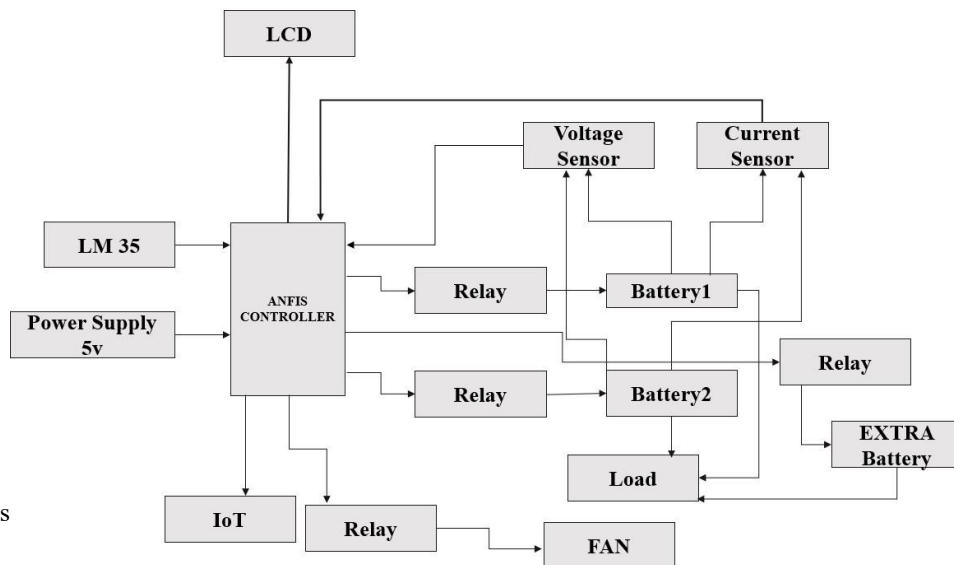 LCD
Voltage
Sensor
Current
Sensor
LM 35
ANFIS
CONTROLLER
Relay
Battery1
Power Supply
5v
Relay
Relay
Battery2
EXTRA
Battery
Load
s
IoT
Relay
FAN